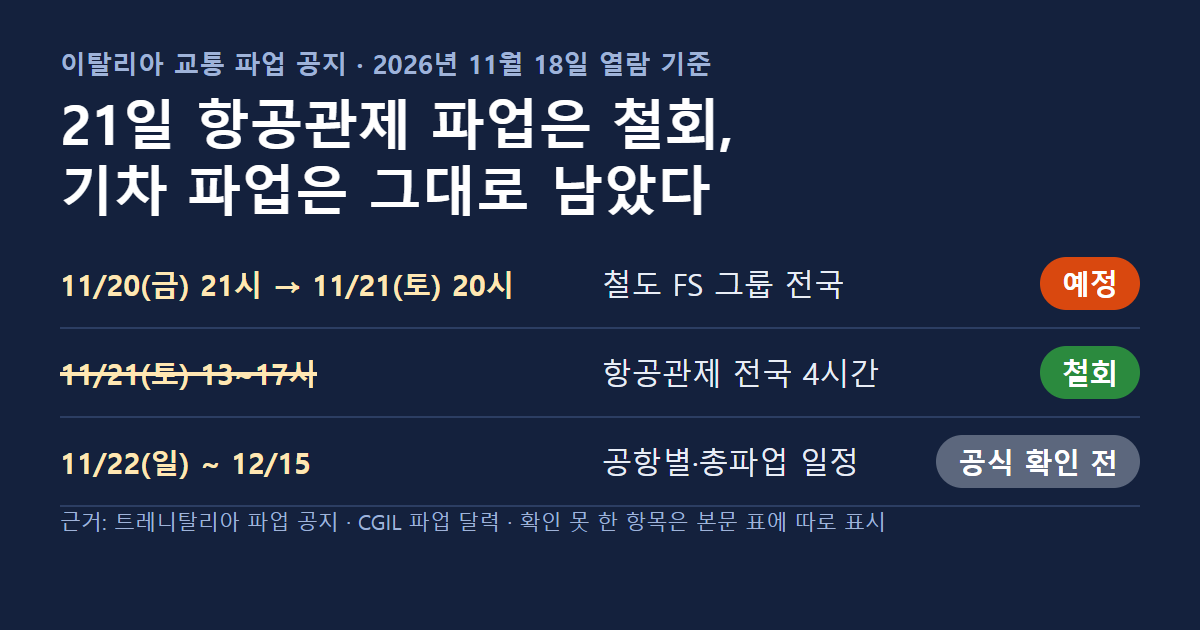 이탈리아 교통 파업 공지 · 2026년 11월 18일 열람 기준
21일 항공관제 파업은 철회,
기차 파업은 그대로 남았다
11/20(금) 21시 → 11/21(토) 20시 철도 FS 그룹 전국 예정
11/21(토) 13~17시 항공관제 전국 4시간 철회
11/22(일) ~ 12/15 공항별·총파업 일정 공식 확인 전
근거: 트레니탈리아 파업 공지 · CGIL 파업 달력 · 확인 못 한 항목은 본문 표에 따로 표시